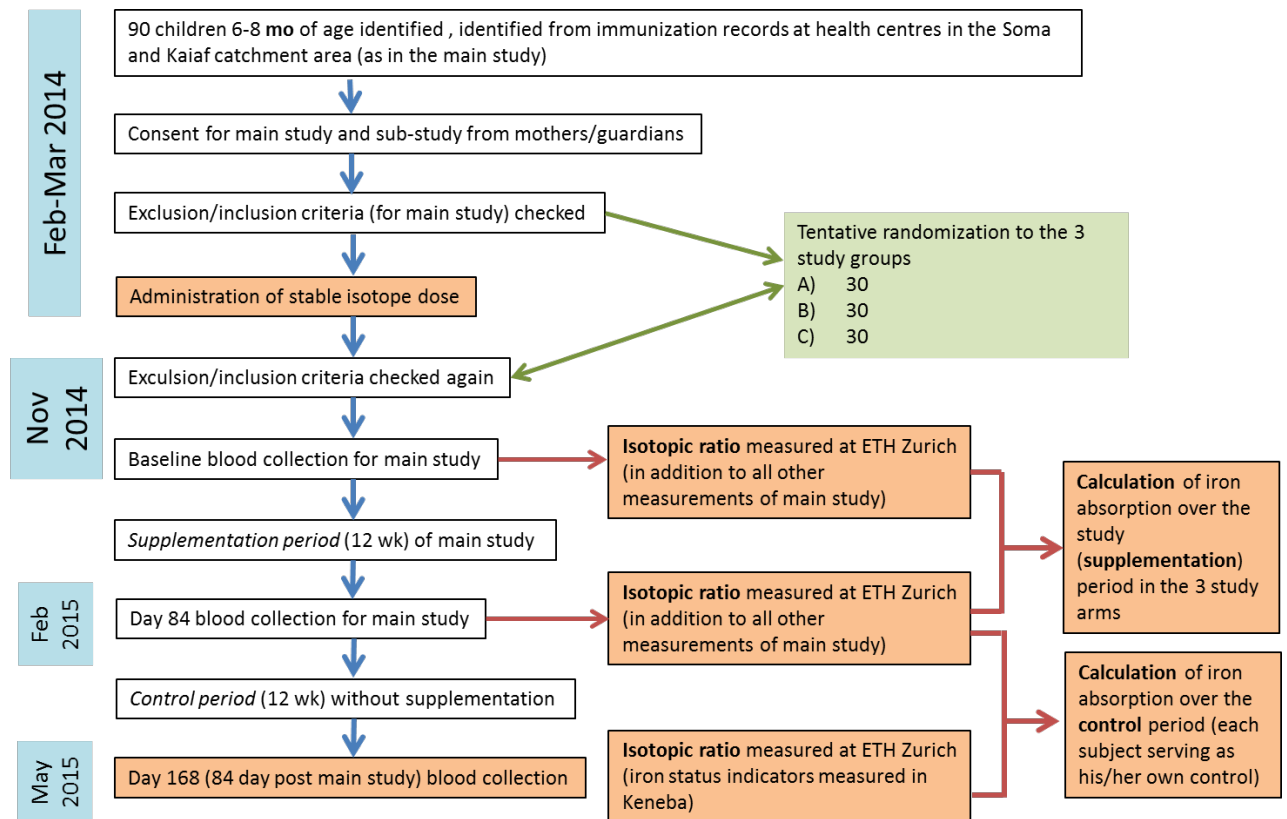 Feb-Mar 2014
90 children 6-8 mo of age identified , identified from immunization records at health centres in the Soma
and Kaiaf catchment area (as in the main study)
Consent for main study and sub-study from mothers/guardians
Exclusion/inclusion criteria (for main study) checked
Tentative randomization to the 3
study groups
A) 30
B) 30
C) 30
Administration of stable isotope dose
Nov
2014
Exculsion/inclusion criteria checked again
Baseline blood collection for main study
Isotopic ratio measured at ETH Zurich
(in addition to all other
measurements of main study)
Calculation of iron
absorption over the
study
(supplementation)
period in the 3 study
arms
Supplementation period (12 wk) of main study
Feb
2015
Day 84 blood collection for main study
Isotopic ratio measured at ETH Zurich
(in addition to all other
measurements of main study)
Control period (12 wk) without supplementation
Calculation of iron
absorption over the
control period (each
subject serving as
his/her own control)
May
2015
Day 168 (84 day post main study) blood collection
Isotopic ratio measured at ETH Zurich
(iron status indicators measured in
Keneba)